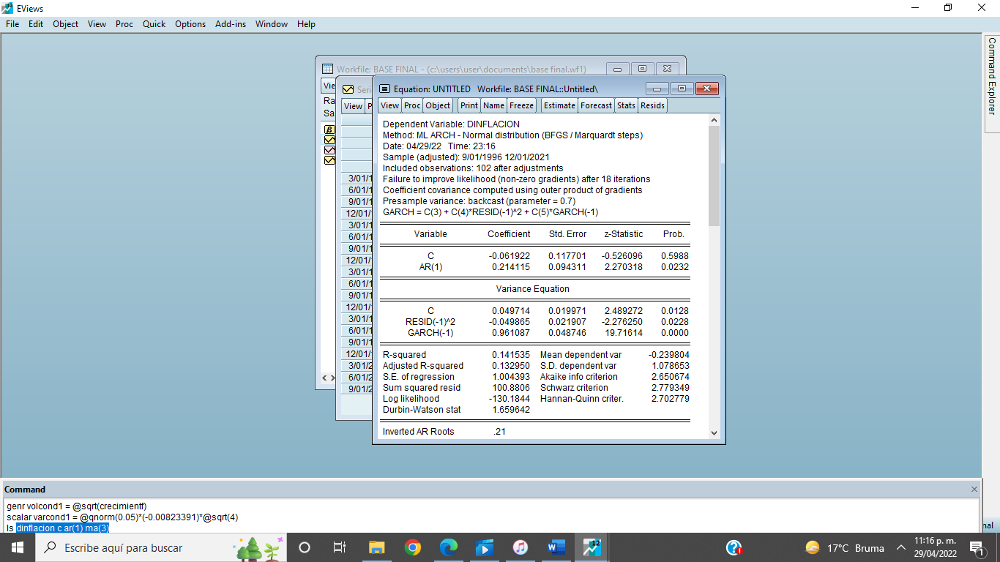 EViews
File Edit Object View Proc Quick Options Add-ins Window Help
Command Explorer
Workfile: BASE FINAL - (c:\users\user\documents\base final.wf1)
Equation: UNTITLED Workfile: BASE FINAL::Untitled\
View Proc Object Print Name Freeze Estimate Forecast Stats Resids
Dependent Variable: DINFLACION
Method: ML ARCH - Normal distribution (BFGS / Marquardt steps)
Date: 04/29/22 Time: 23:16
Sample (adjusted): 9/01/1996 12/01/2021
Included observations: 102 after adjustments
Failure to improve likelihood (non-zero gradients) after 18 iterations
Coefficient covariance computed using outer product of gradients
Presample variance: backcast (parameter = 0.7)
GARCH = C(3) + C(4)*RESID(-1)^2 + C(5)*GARCH(-1)
Variable Coefficient Std. Error z-Statistic Prob.
C -0.061922 0.117701 -0.526096 0.5988
AR(1) 0.214115 0.094311 2.270318 0.0232
Variance Equation
C 0.049714 0.019971 2.489272 0.0128
RESID(-1)^2 -0.049865 0.021907 -2.276250 0.0228
GARCH(-1) 0.961087 0.048746 19.71614 0.0000
R-squared 0.141535 Mean dependent var -0.239804
Adjusted R-squared 0.132950 S.D. dependent var 1.078653
S.E. of regression 1.004393 Akaike info criterion 2.650674
Sum squared resid 100.8806 Schwarz criterion 2.779349
Log likelihood -130.1844 Hannan-Quinn criter. 2.702779
Durbin-Watson stat 1.659642
Inverted AR Roots .21
Vie
Ra
Sa
Seri
View P
3/01/1
6/01/1
9/01/1
12/01/
3/01/1
6/01/1
9/01/1
12/01/
3/01/1
6/01/1
9/01/1
12/01/
3/01/1
6/01/1
9/01/1
12/01/
3/01/2
6/01/2
9/01/2
Command
genr volcond1 = @sqrt(crecimientf)
scalar varcond1 = @qnorm(0.05)*(-0.00823391)*@sqrt(4)
ls dinflacion c ar(1) ma(3)
nal
Escribe aquí para buscar
17°C Bruma
11:16 p. m.
29/04/2022
1